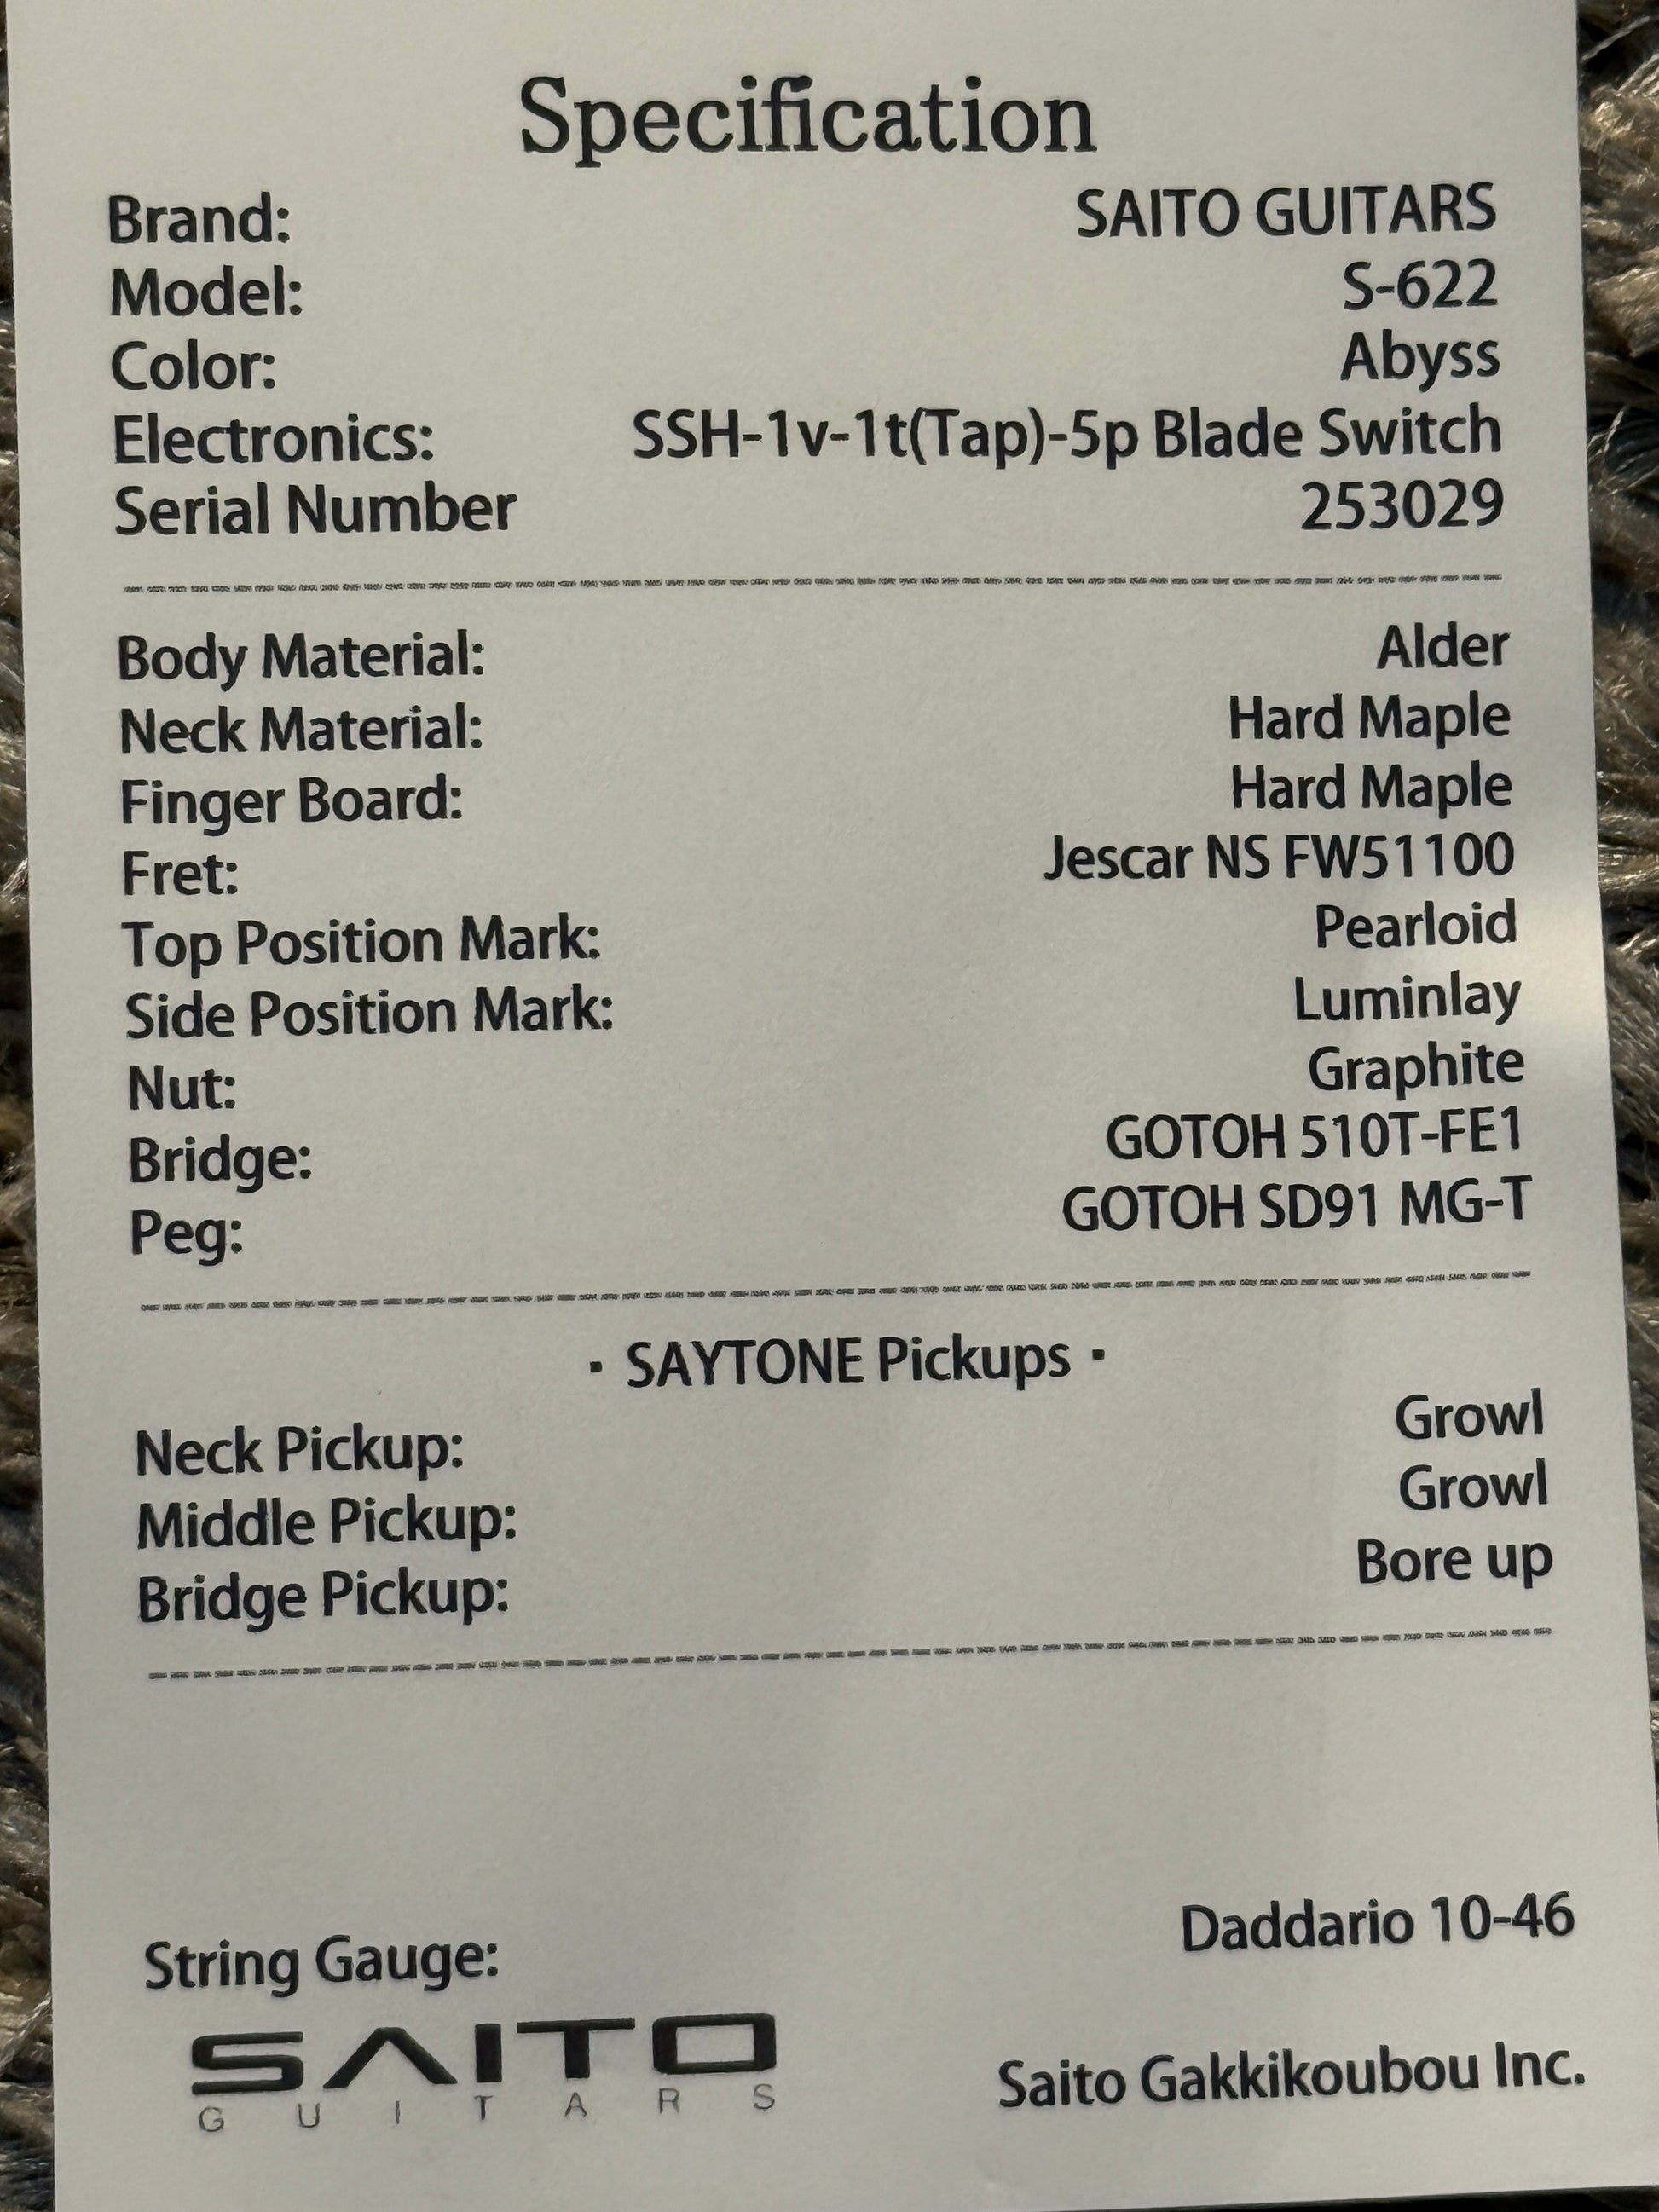 Specification
Brand: SAITO GUITARS
Model: S-622
Color: Abyss
Electronics: SSH-1v-1t(Tap)-5p Blade Switch
Serial Number 253029
Body Material: Alder
Neck Material: Hard Maple
Finger Board: Hard Maple
Fret: Jescar NS FW51100
Top Position Mark: Pearloid
Side Position Mark: Luminlay
Nut: Graphite
Bridge: GOTOH 510T-FE1
Peg: GOTOH SD91 MG-T
· SAYTONE Pickups ·
Neck Pickup: Growl
Middle Pickup: Growl
Bridge Pickup: Bore up
String Gauge: Daddario 10-46
SAITO
GUITARS
Saito Gakkikoubou Inc.